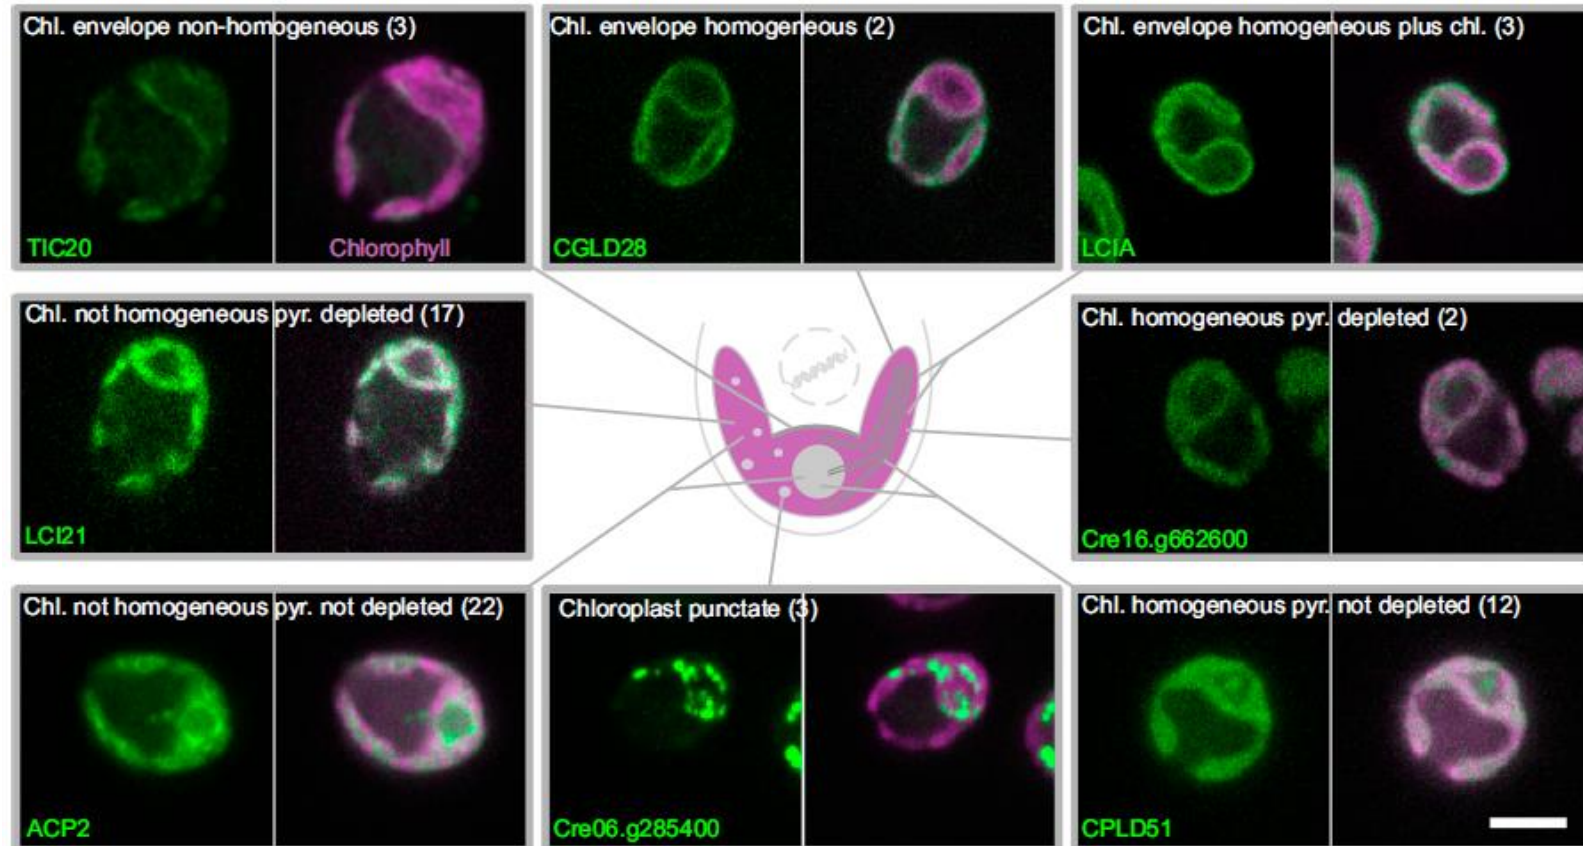 Chl. envelope non-homogeneous (3)
TIC20
Chlorophyll
Chl. envelope homogeneous (2)
CGLD28
Chl. envelope homogeneous plus chl. (3)
LCIA
Chl. not homogeneous pyr. depleted (17)
LCI21
Chl. homogeneous pyr. depleted (2)
Cre16.g662600
Chl. not homogeneous pyr. not depleted (22)
ACP2
Chloroplast punctate (3)
Cre06.g285400
Chl. homogeneous pyr. not depleted (12)
CPLD51